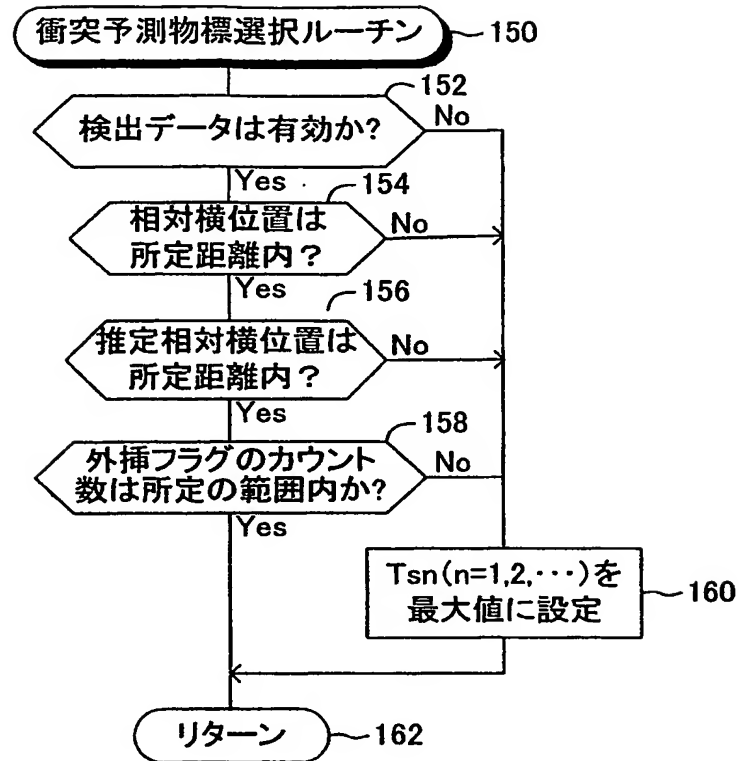 衝突予測物標選択ルーチン
150
152
検出データは有効か?
No
Yes
154
相対横位置は
所定距離内?
No
Yes
156
推定相対横位置は
所定距離内?
No
Yes
158
外挿フラグのカウント
数は所定の範囲内か?
No
Yes
Tsn(n=1,2,・・・)を
最大値に設定
160
リターン
162